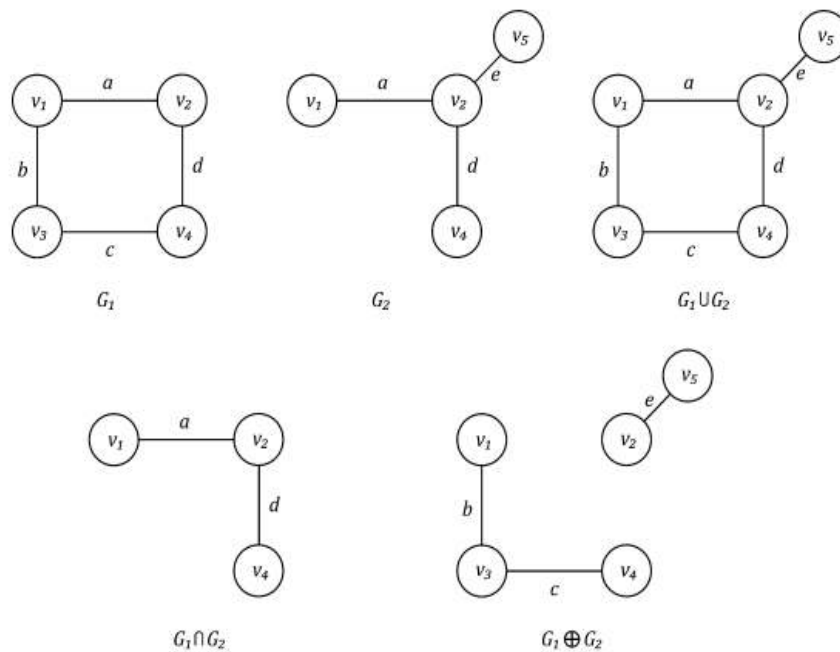 v₅ v₅
v₁ a v₂ v₁ a v₂ e v₁ a v₂ e
b d d b d
v₃ c v₄ v₄ v₃ c v₄
G₁ G₂ G₁∪G₂
v₅
v₁ a v₂ v₁ v₂ e
d b
v₄ v₃ c v₄
G₁∩G₂ G₁⊕G₂